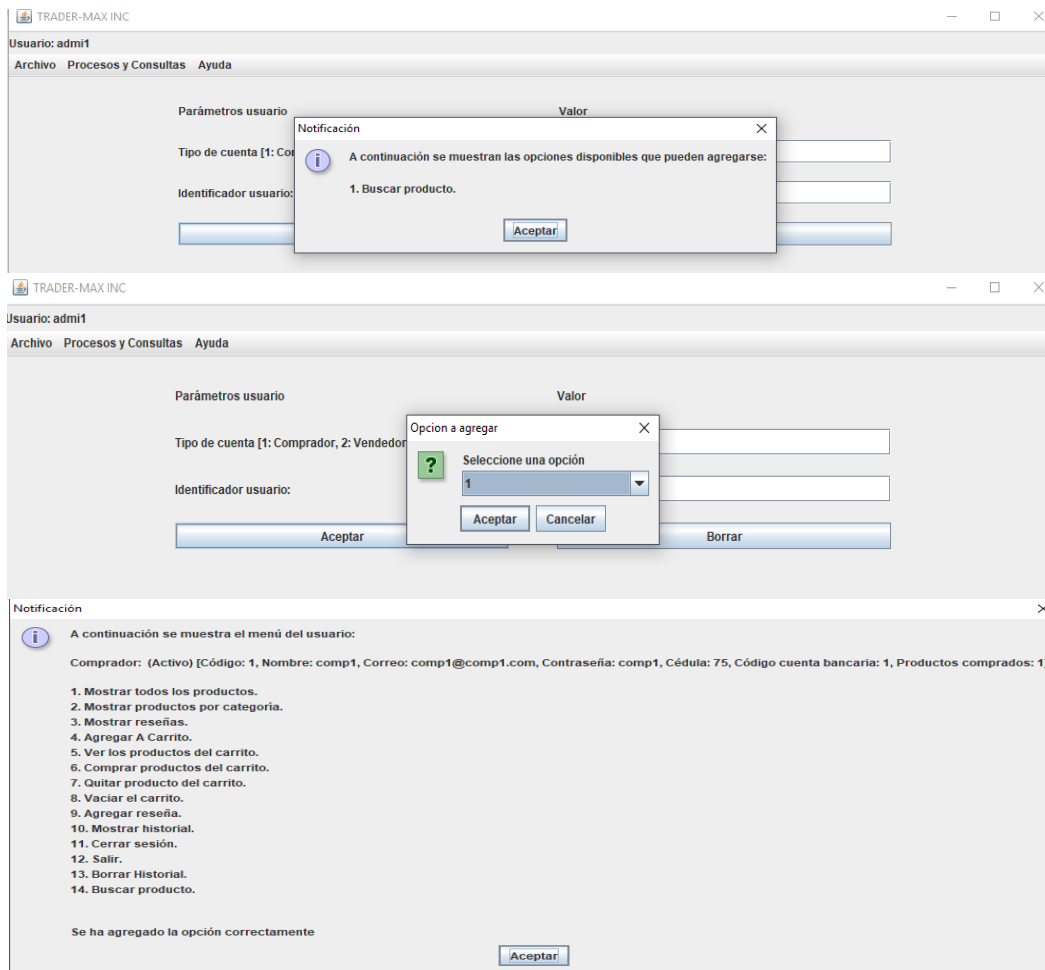 TRADER-MAX INC
Usuario: admi1
Archivo Procesos y Consultas Ayuda
Parámetros usuario Valor
Notificación
Tipo de cuenta [1: Co
A continuación se muestran las opciones disponibles que pueden agregarse:
1. Buscar producto.
Identificador usuario:
Aceptar
TRADER-MAX INC
Usuario: admi1
Archivo Procesos y Consultas Ayuda
Parámetros usuario Valor
Opcion a agregar
Tipo de cuenta [1: Comprador, 2: Vendedor
Seleccione una opción
1
Identificador usuario:
Aceptar Cancelar
Aceptar Borrar
Notificación
A continuación se muestra el menú del usuario:
Comprador: (Activo) [Código: 1, Nombre: comp1, Correo: comp1@comp1.com, Contraseña: comp1, Cédula: 75, Código cuenta bancaria: 1, Productos comprados: 1]
1. Mostrar todos los productos.
2. Mostrar productos por categoría.
3. Mostrar reseñas.
4. Agregar A Carrito.
5. Ver los productos del carrito.
6. Comprar productos del carrito.
7. Quitar producto del carrito.
8. Vaciar el carrito.
9. Agregar reseña.
10. Mostrar historial.
11. Cerrar sesión.
12. Salir.
13. Borrar Historial.
14. Buscar producto.
Se ha agregado la opción correctamente
Aceptar